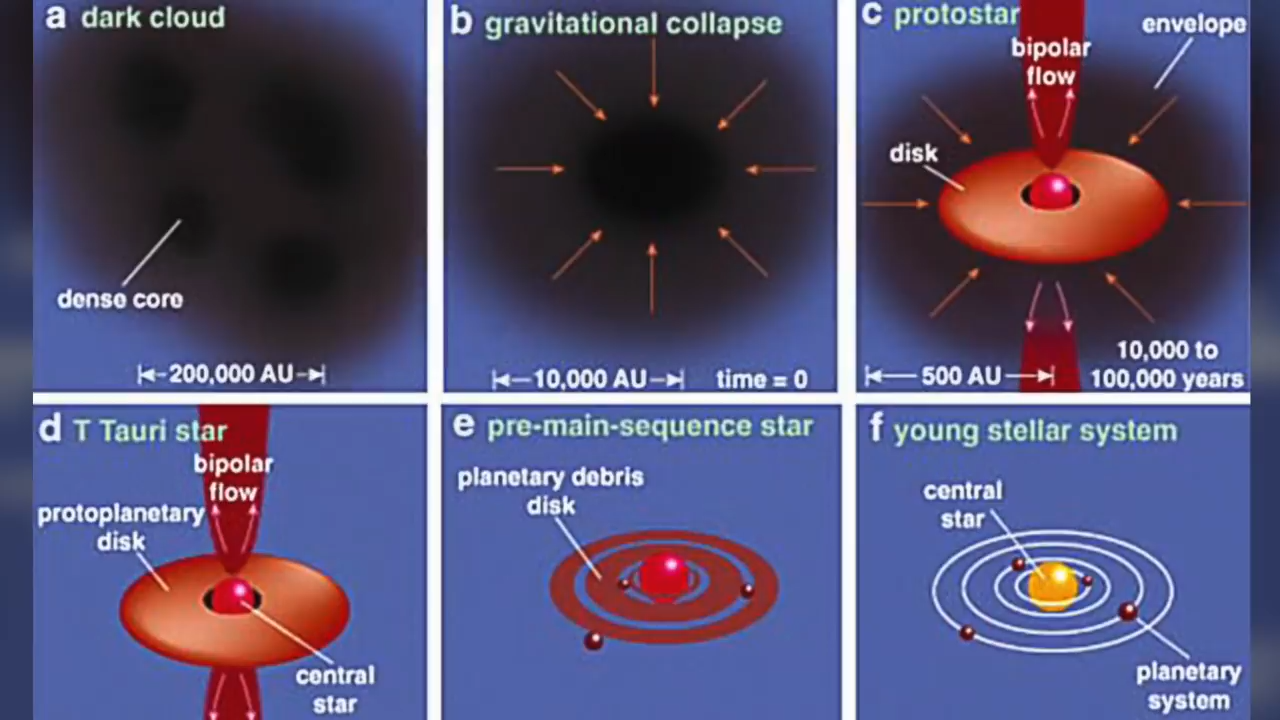 a dark cloud
dense core
200,000 AU
b gravitational collapse
10,000 AU
time = 0
c protostar
envelope
bipolar
flow
disk
500 AU
10,000 to
100,000 years
d T Tauri star
bipolar
flow
protoplanetary
disk
central
star
e pre-main-sequence star
planetary debris
disk
f young stellar system
central
star
planetary
system